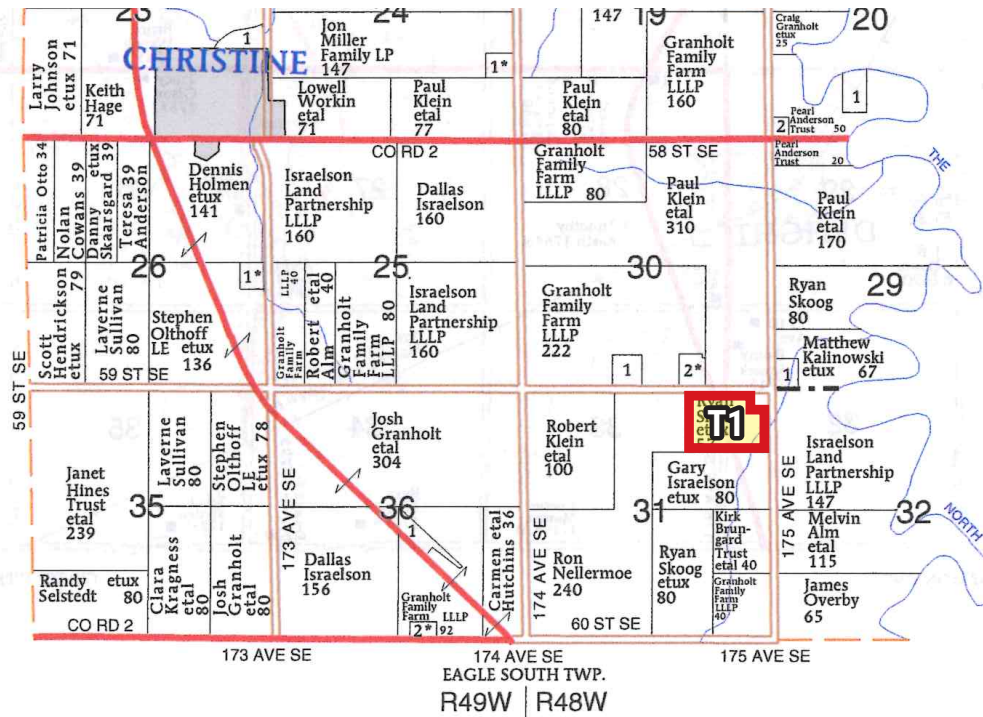 23
24
19
20
Larry
Johnson
etux 71
Keith
Hage
71
CHRISTINE
1
Jon
Miller
Family LP
147
1*
Lowell
Workin
etal
71
Paul
Klein
etal
77
147
Paul
Klein
etal
80
Granholt
Family
Farm
LLLP
160
Craig
Granholt
etux
25
1
Pearl
Anderson
Trust 50
2
Pearl
Anderson
Trust 20
CO RD 2
58 ST SE
THE
Patricia Otto 34
Nolan
Cowans 39
Danny etux
Skaarsgard 39
Teresa 39
Anderson
Dennis
Holmen
etux
141
Israelson
Land
Partnership
LLLP
160
Dallas
Israelson
160
Granholt
Family
Farm
LLLP 80
Paul
Klein
etal
310
Paul
Klein
etal
170
26
25
30
29
1*
Scott
Hendrickson
etux 79
Laverne
Sullivan
80
Stephen
Olthoff
LE etux
136
Granholt
Family
Farm
LLLP
40
Robert etal
Alm 40
Granholt
Family
Farm
LLLP 80
Israelson
Land
Partnership
LLLP
160
Granholt
Family
Farm
LLLP
222
1
2*
Ryan
Skoog
80
Matthew
Kalinowski
etux 67
1
59 ST SE
59 ST SE
Janet
Hines
Trust
etal
239
Laverne
Sullivan
80
Stephen
Olthoff
LE
etux 78
173 AVE SE
Josh
Granholt
etal
304
Robert
Klein
etal
100
Ryan
T1
Gary
Israelson
etux 80
175 AVE SE
Israelson
Land
Partnership
LLLP
147
35
36
31
32
NORTH
Randy etux
Selstedt 80
Clara
Kragness
etal
80
Josh
Granholt
etal
80
Dallas
Israelson
156
1
Granholt
Family
Farm LLLP
92
2*
Carmen etal
Hutchins 36
174 AVE SE
Ron
Nellermoe
240
Ryan
Skoog
etux
80
Kirk
Brun-
gard
Trust
etal 40
Granholt
Family
Farm
LLLP
40
Melvin
Alm
etal
115
James
Overby
65
CO RD 2
60 ST SE
173 AVE SE
174 AVE SE
175 AVE SE
EAGLE SOUTH TWP.
R49W R48W